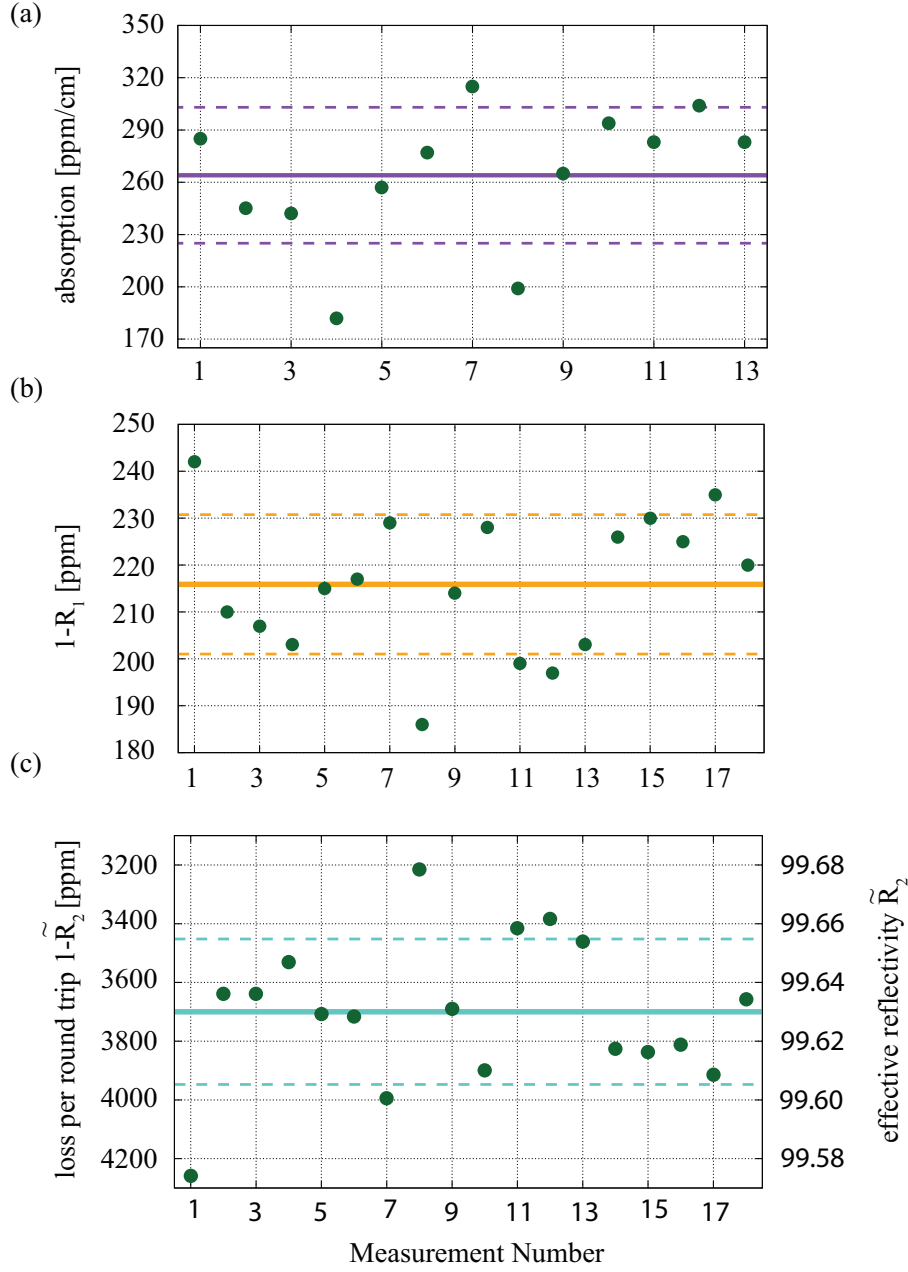 (a)
absorption [ppm/cm]
350
320
290
260
230
200
170
1 3 5 7 9 11 13
(b)
1-R₁ [ppm]
250
240
230
220
210
200
190
180
1 3 5 7 9 11 13 15 17
(c)
loss per round trip 1-R̃₂ [ppm]
3200
3400
3600
3800
4000
4200
99.68
99.66
99.64
99.62
99.60
99.58
effective reflectivity R̃₂
1 3 5 7 9 11 13 15 17
Measurement Number